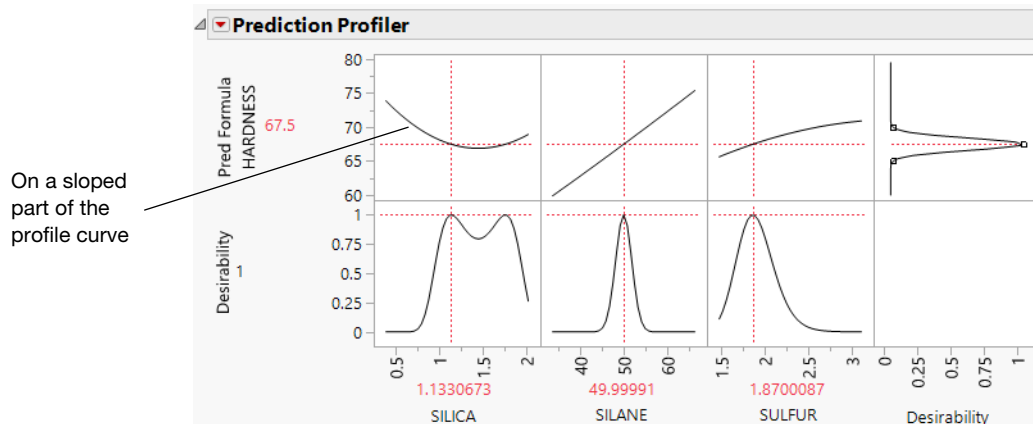 Prediction Profiler
Pred Formula
HARDNESS
67.5
80
75
70
65
60
On a sloped
part of the
profile curve
Desirability
1
1
0.75
0.5
0.25
0
0.5
1
1.5
2
40
50
60
1.5
2
2.5
3
0
0.25
0.5
0.75
1
1.1330673
49.99991
1.8700087
SILICA
SILANE
SULFUR
Desirability